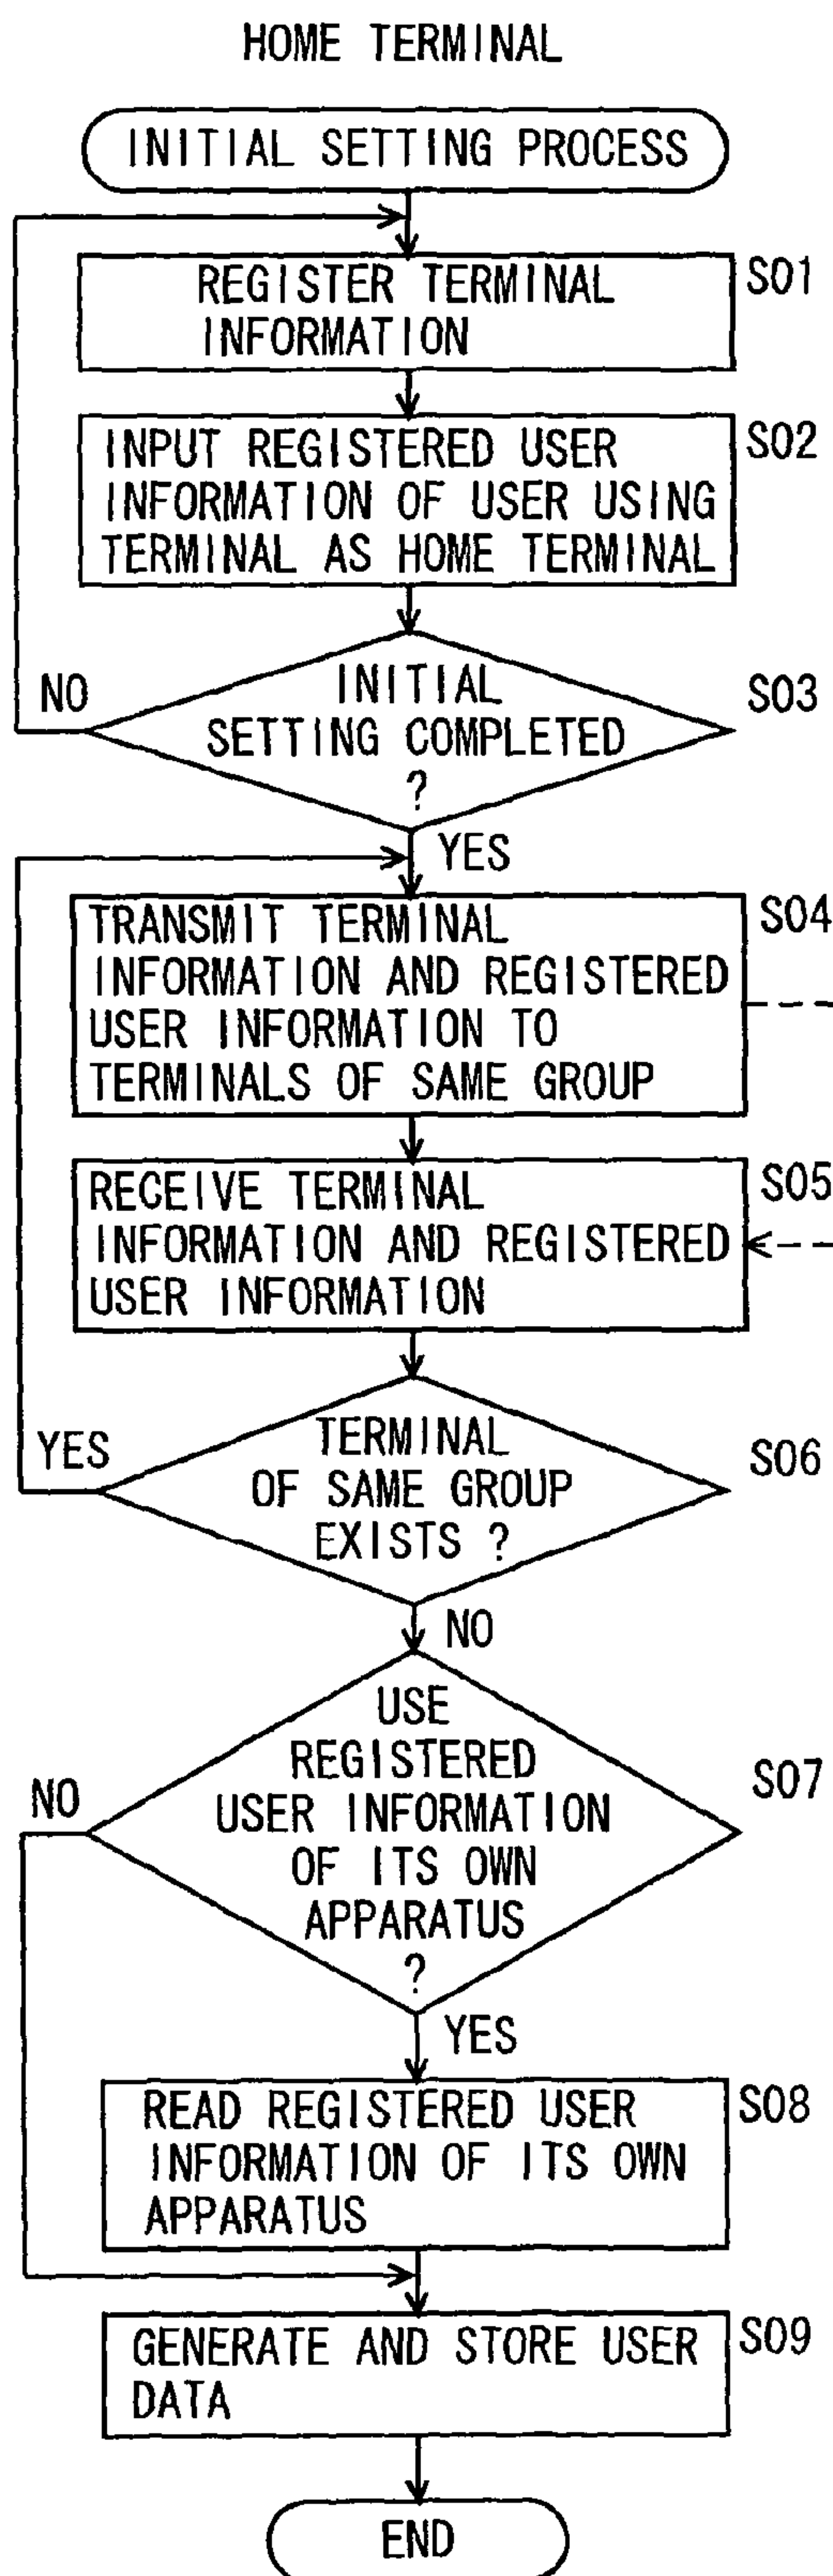 HOME TERMINAL
INITIAL SETTING PROCESS
REGISTER TERMINAL
INFORMATION
S01
INPUT REGISTERED USER
INFORMATION OF USER USING
TERMINAL AS HOME TERMINAL
S02
INITIAL
SETTING COMPLETED
?
S03
NO
YES
TRANSMIT TERMINAL
INFORMATION AND REGISTERED
USER INFORMATION TO
TERMINALS OF SAME GROUP
S04
RECEIVE TERMINAL
INFORMATION AND REGISTERED
USER INFORMATION
S05
TERMINAL
OF SAME GROUP
EXISTS ?
S06
YES
NO
USE
REGISTERED
USER INFORMATION
OF ITS OWN
APPARATUS
?
S07
NO
YES
READ REGISTERED USER
INFORMATION OF ITS OWN
APPARATUS
S08
GENERATE AND STORE USER
DATA
S09
END